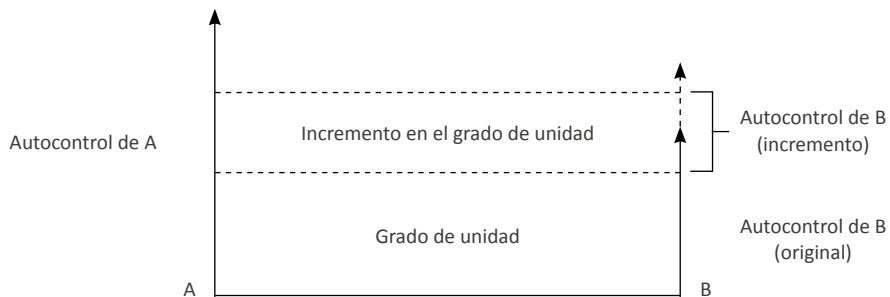 Autocontrol de A
Incremento en el grado de unidad
Autocontrol de B
(incremento)
Grado de unidad
Autocontrol de B
(original)
A
B